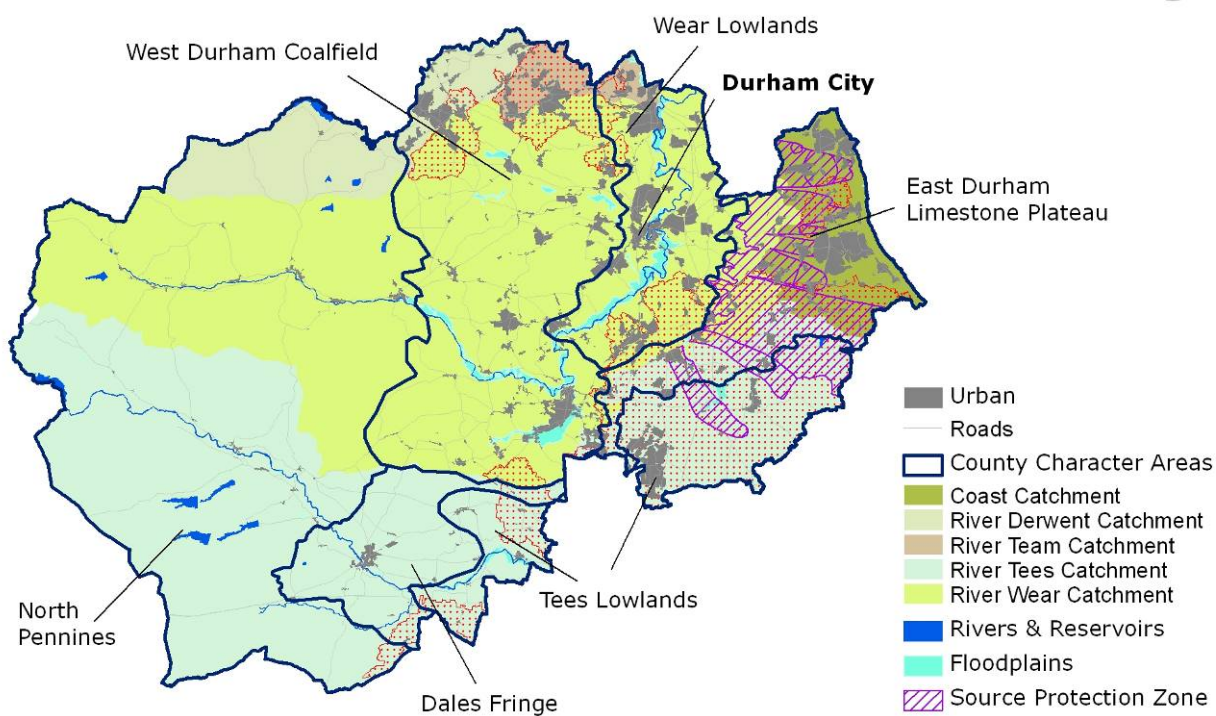 West Durham Coalfield
Wear Lowlands
Durham City
East Durham
Limestone Plateau
North
Pennines
Tees Lowlands
Dales Fringe
Urban
Roads
County Character Areas
Coast Catchment
River Derwent Catchment
River Team Catchment
River Tees Catchment
River Wear Catchment
Rivers & Reservoirs
Floodplains
Source Protection Zone